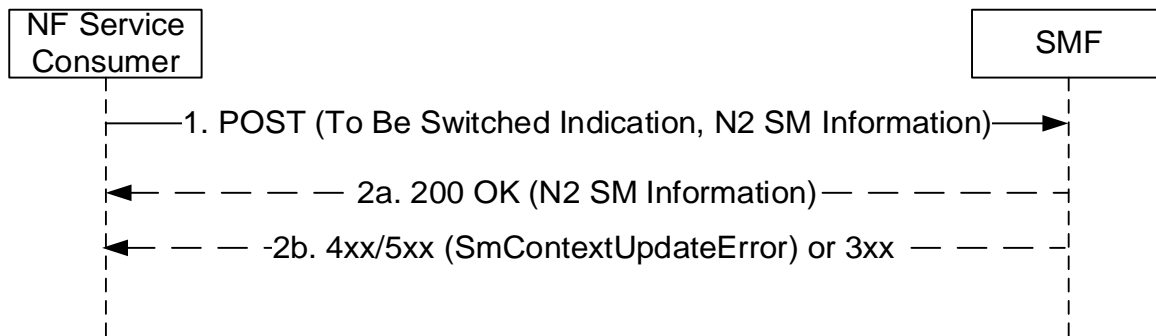 NF Service
Consumer
SMF
1. POST (To Be Switched Indication, N2 SM Information)
2a. 200 OK (N2 SM Information)
2b. 4xx/5xx (SmContextUpdateError) or 3xx